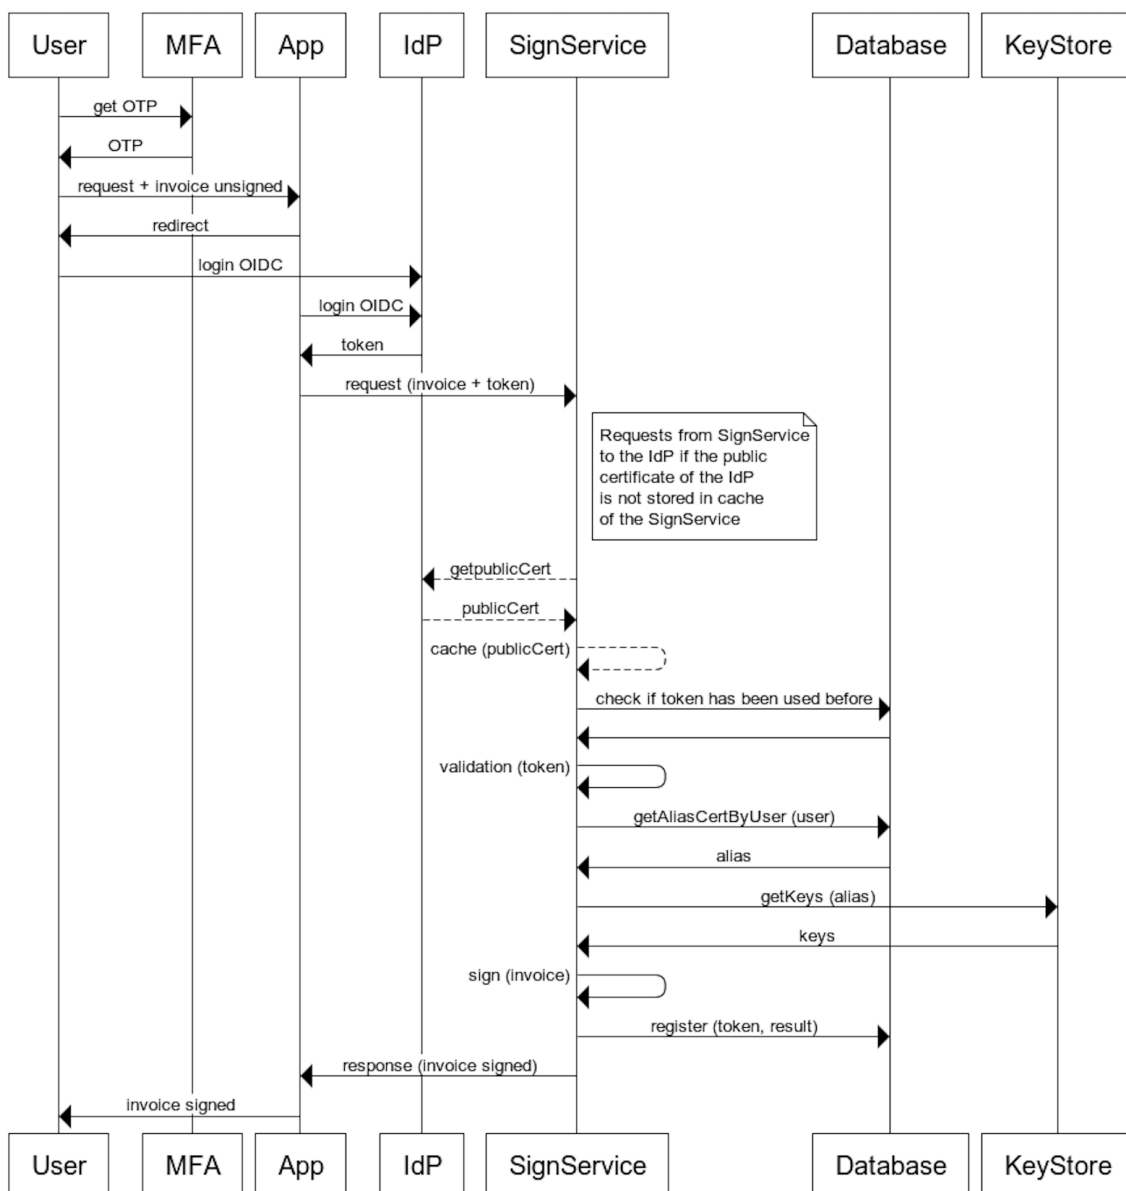 User MFA App IdP SignService Database KeyStore
get OTP
OTP
request + invoice unsigned
redirect
login OIDC
login OIDC
token
request (invoice + token)
Requests from SignService
to the IdP if the public
certificate of the IdP
is not stored in cache
of the SignService
getpublicCert
publicCert
cache (publicCert)
check if token has been used before
validation (token)
getAliasCertByUser (user)
alias
getKeys (alias)
keys
sign (invoice)
register (token, result)
response (invoice signed)
invoice signed
User MFA App IdP SignService Database KeyStore